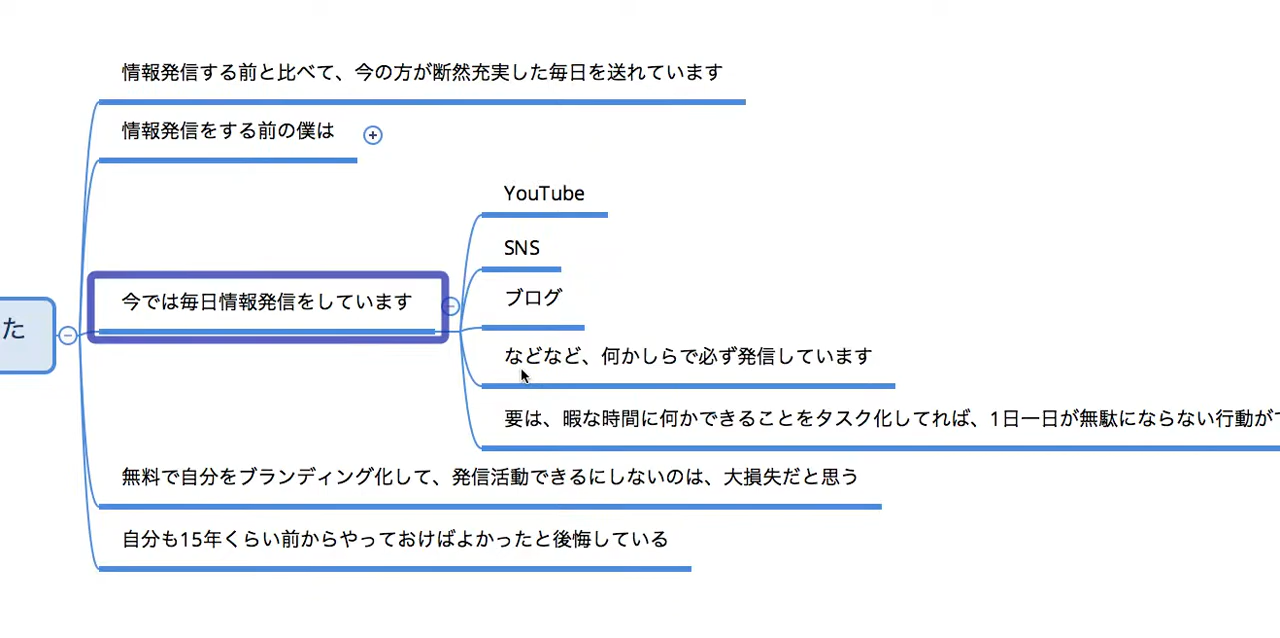 情報発信する前と比べて、今の方が断然充実した毎日を送れています
情報発信をする前の僕は
た
今では毎日情報発信をしています
YouTube
SNS
ブログ
などなど、何かしらで必ず発信しています
要は、暇な時間に何かできることをタスク化してれば、1日一日が無駄にならない行動が
無料で自分をブランディング化して、発信活動できるにしないのは、大損失だと思う
自分も15年くらい前からやっておけばよかったと後悔している